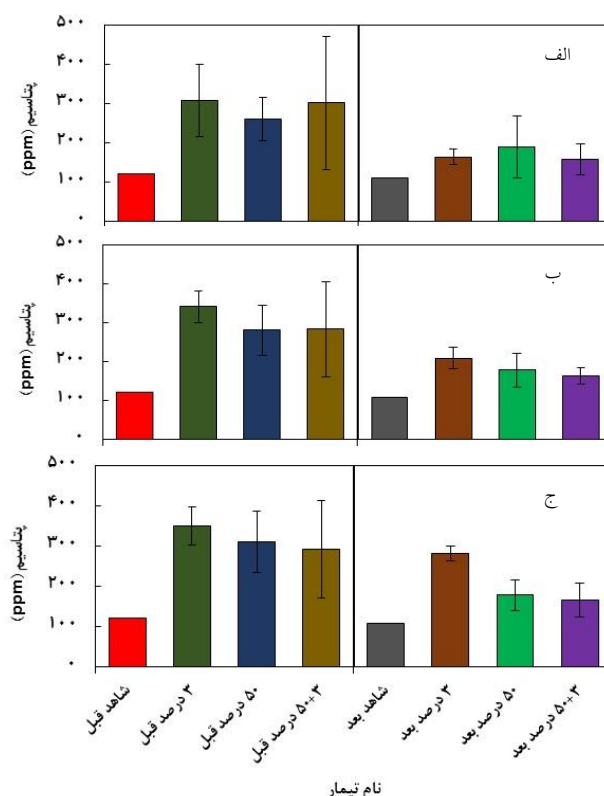 الف
۵۰۰
۴۰۰
۳۰۰
۲۰۰
۱۰۰
۰
پتاسیم (ppm)
ب
۵۰۰
۴۰۰
۳۰۰
۲۰۰
۱۰۰
۰
پتاسیم (ppm)
ج
۵۰۰
۴۰۰
۳۰۰
۲۰۰
۱۰۰
۰
پتاسیم (ppm)
شاهد قبل
۳ درصد قبل
۵۰ درصد قبل
۵۰+۳ درصد قبل
شاهد بعد
۳ درصد بعد
۵۰ درصد بعد
۵۰+۳ درصد بعد
نام تیمار